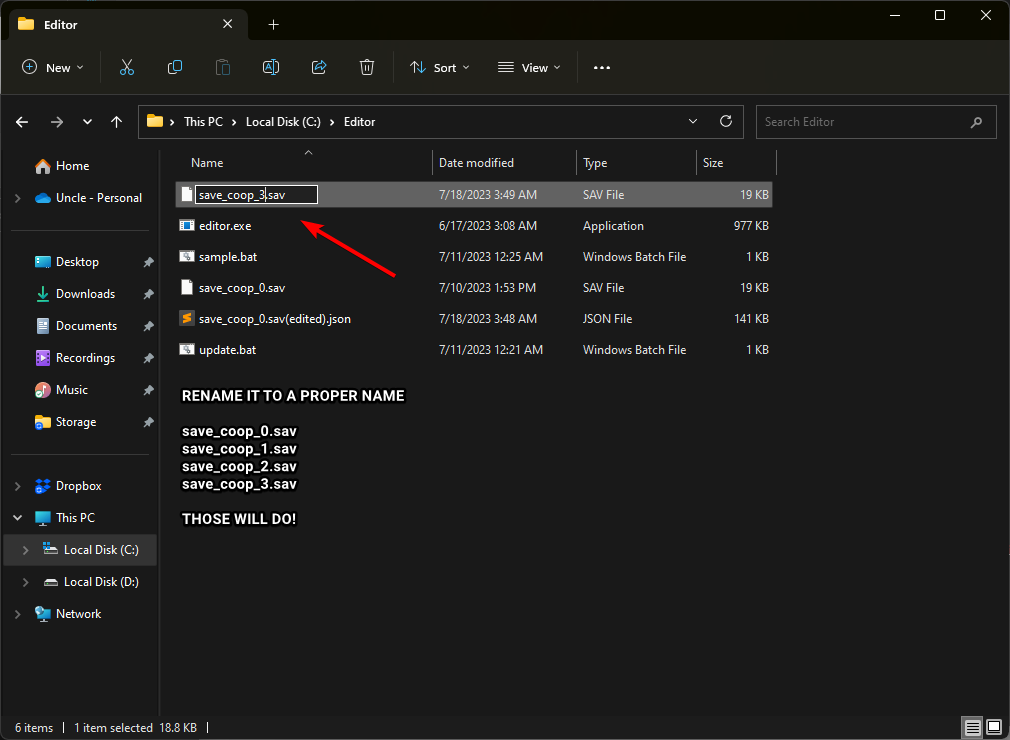 Editor
New
Sort
View
This PC
Local Disk (C:)
Editor
Search Editor
Home
Uncle - Personal
Desktop
Downloads
Documents
Recordings
Music
Storage
Dropbox
This PC
Local Disk (C:)
Local Disk (D:)
Network
Name Date modified Type Size
save_coop_3.sav 7/18/2023 3:49 AM SAV File 19 KB
editor.exe 6/17/2023 3:08 AM Application 977 KB
sample.bat 7/11/2023 12:25 AM Windows Batch File 1 KB
save_coop_0.sav 7/10/2023 1:53 PM SAV File 19 KB
save_coop_0.sav(edited).json 7/18/2023 3:48 AM JSON File 141 KB
update.bat 7/11/2023 12:21 AM Windows Batch File 1 KB
RENAME IT TO A PROPER NAME
save_coop_0.sav
save_coop_1.sav
save_coop_2.sav
save_coop_3.sav
THOSE WILL DO!
6 items 1 item selected 18.8 KB